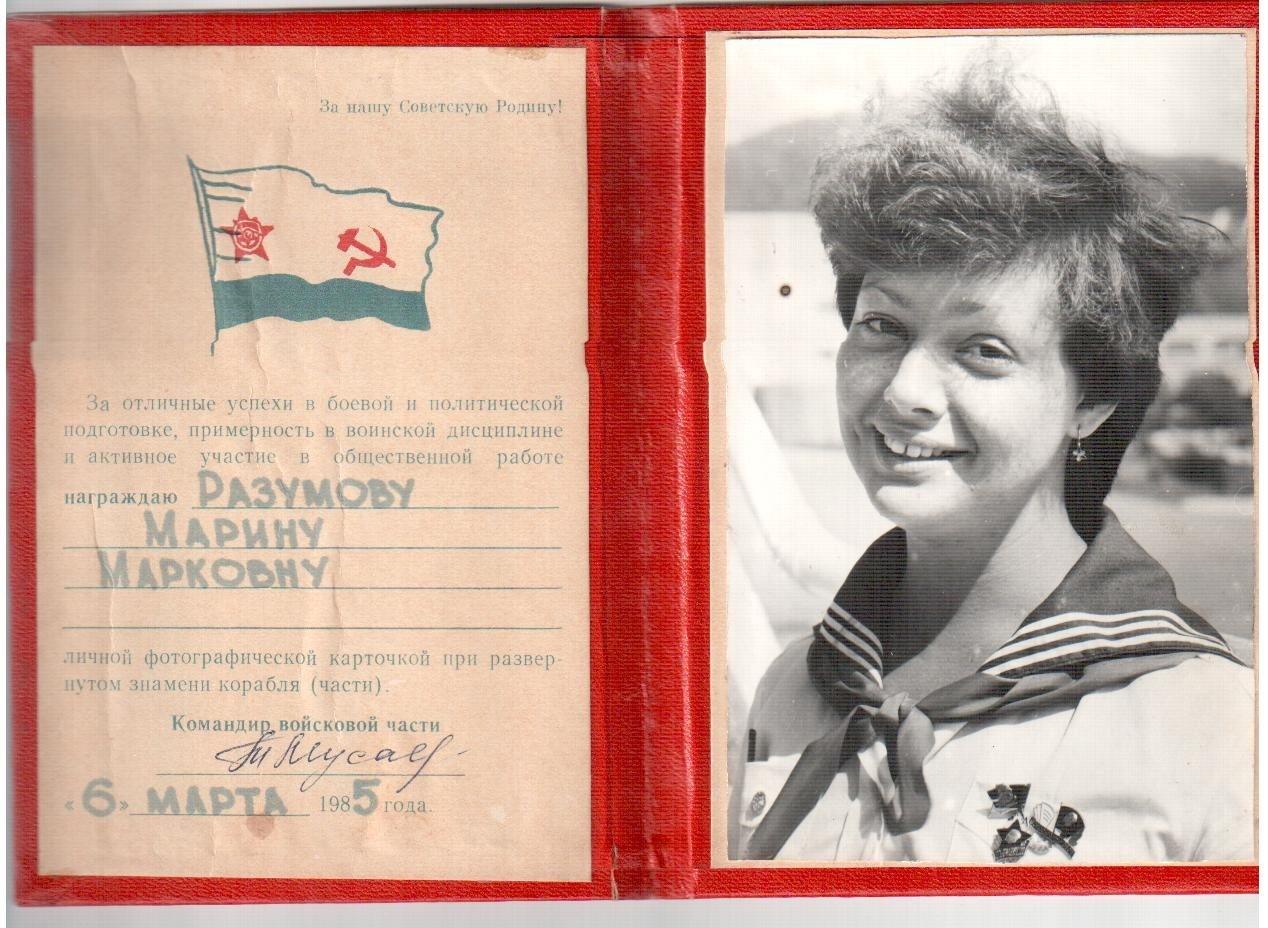 За нашу Советскую Родину!
За отличные успехи в боевой и политической
подготовке, примерность в воинской дисциплине
и активное участие в общественной работе
награждаю РАЗУМОВУ
МАРИНУ
МАРКОВНУ
личной фотографической карточкой при развер-
нутом знамени корабля (части).
Командир войсковой части
«6» МАРТА 1985 года.